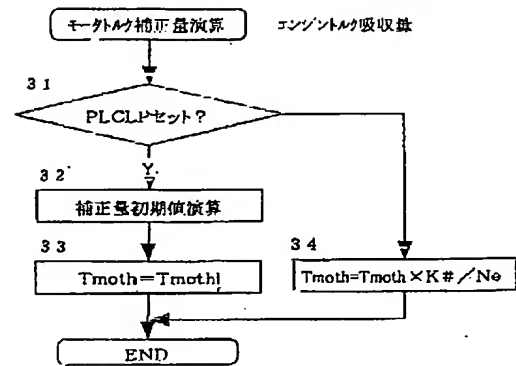 モータトルク補正量演算
エンジントルク吸収量
31
PLCLPセット?
Y
32
補正量初期値演算
33
Tmoth=TmothI
34
Tmoth=Tmoth×K#/Ne
END